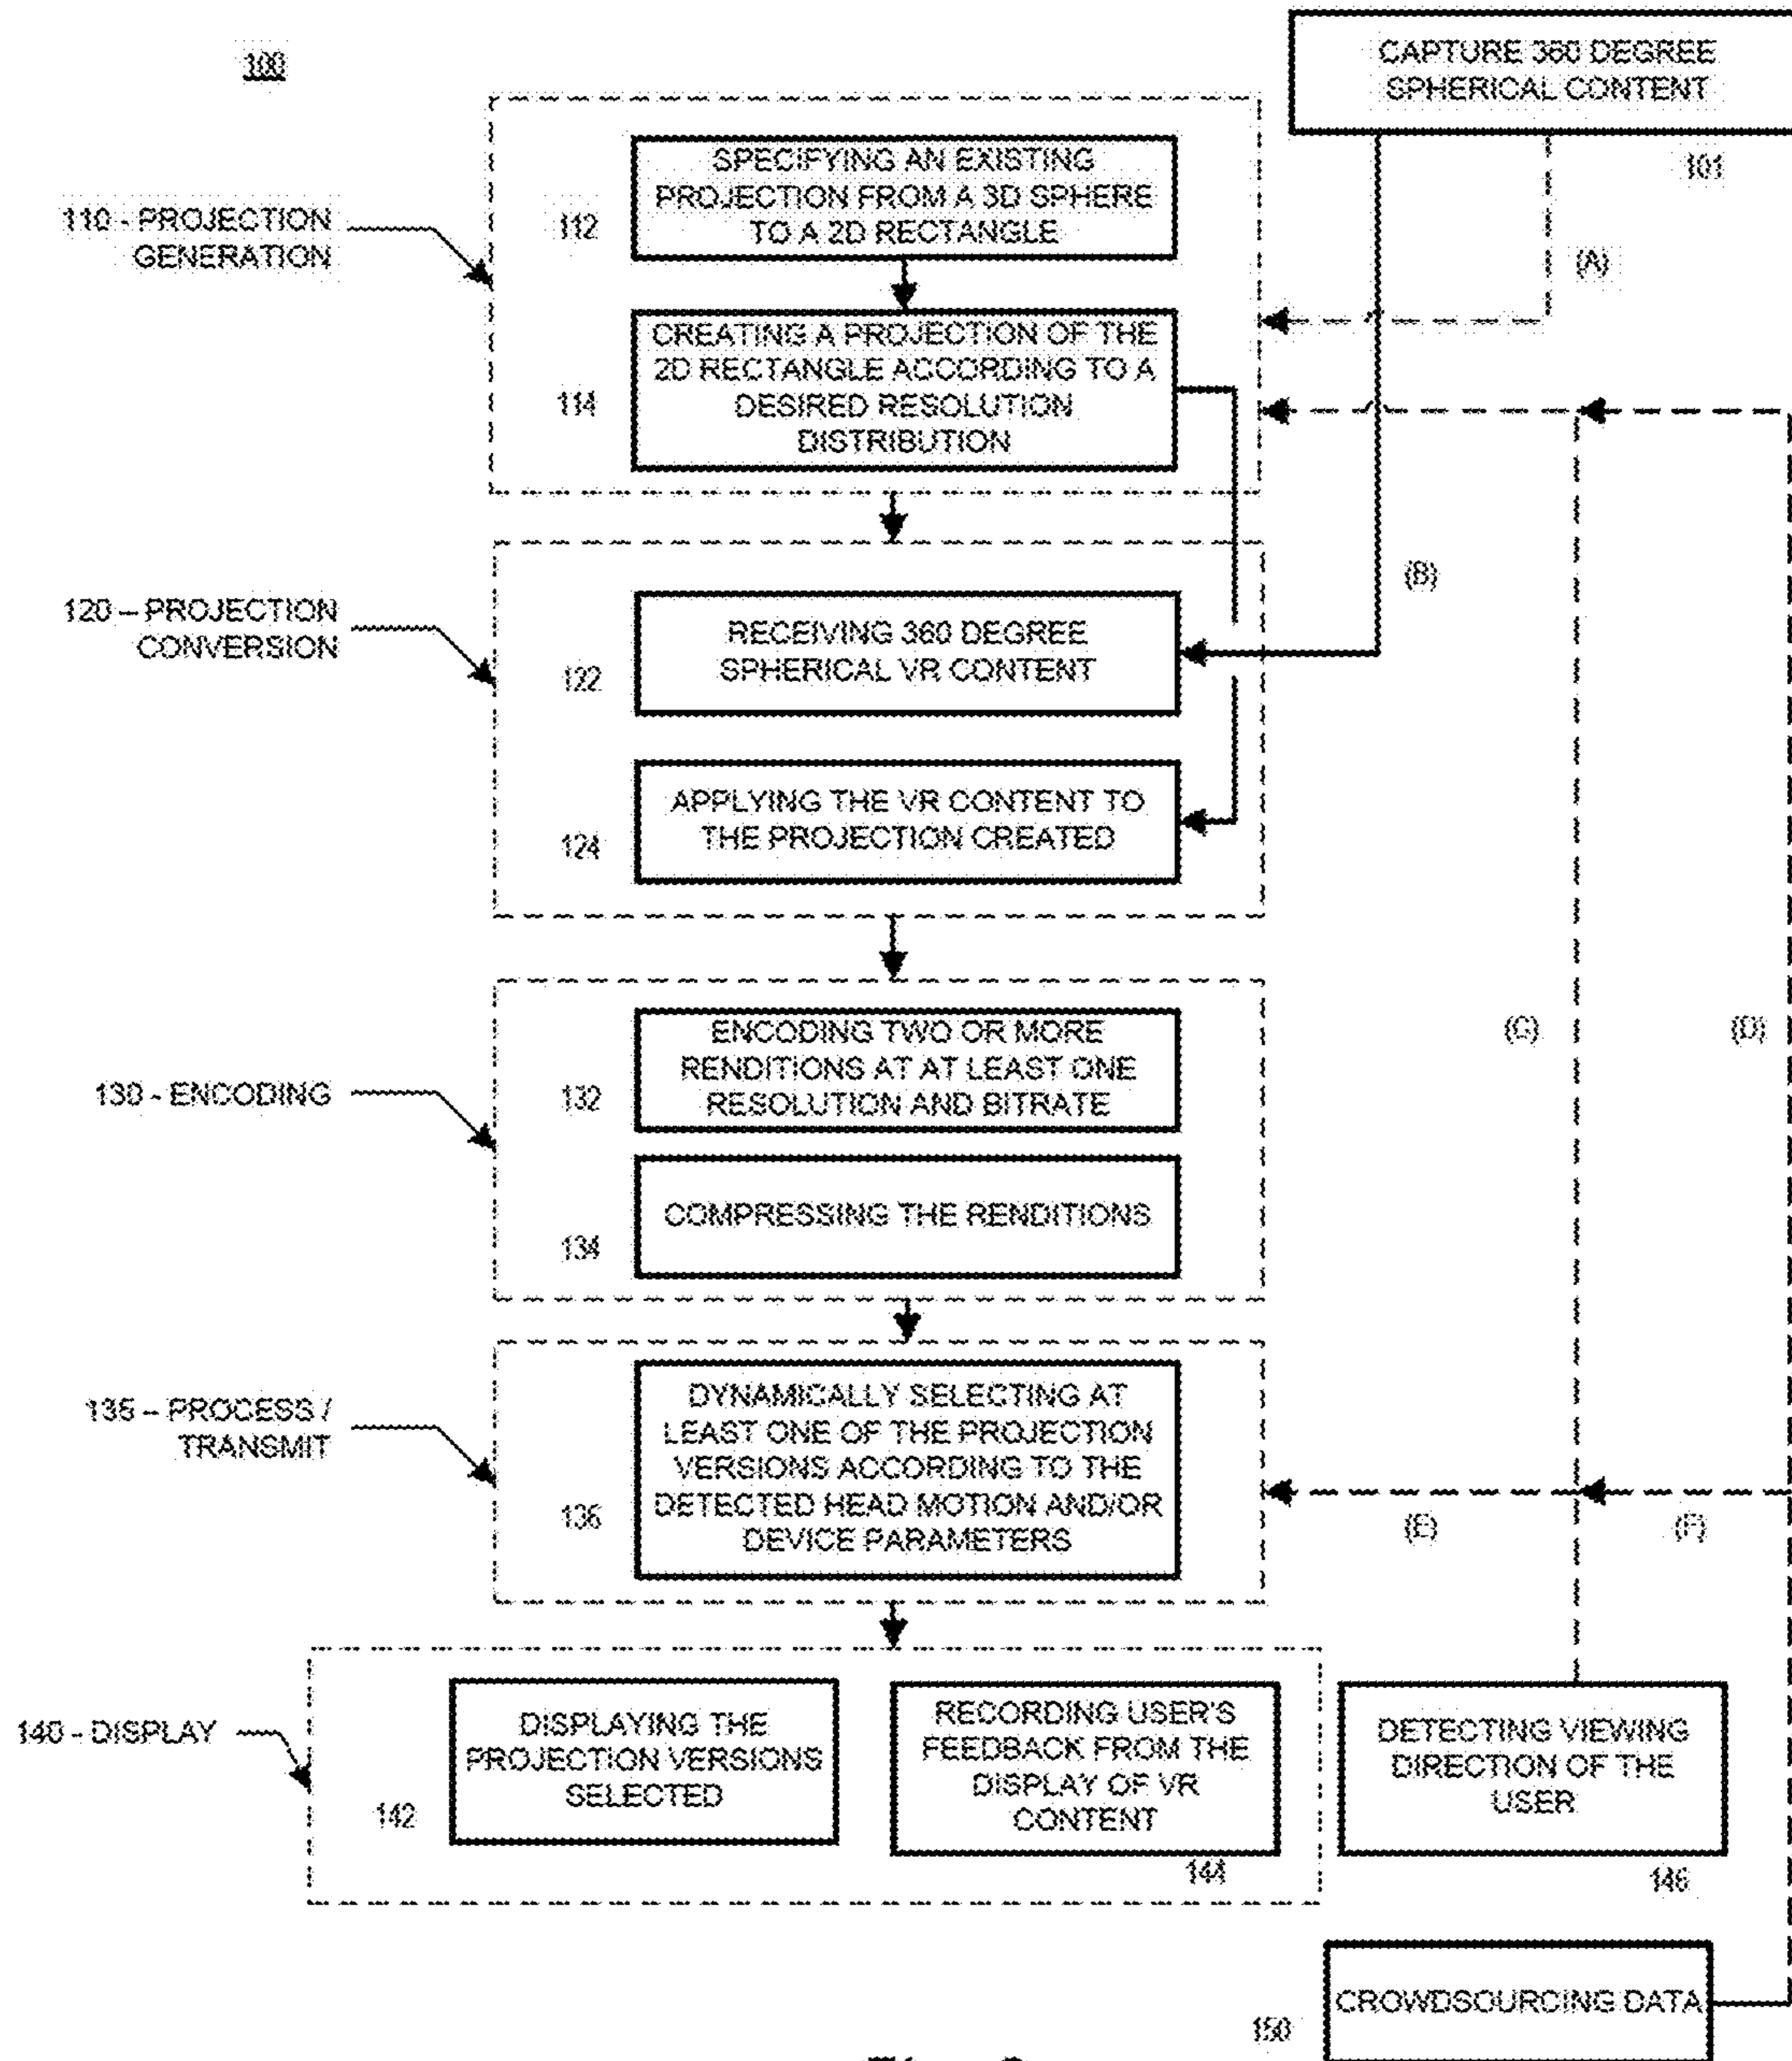 100
CAPTURE 360 DEGREE
SPHERICAL CONTENT
101
110 - PROJECTION
GENERATION
112
SPECIFYING AN EXISTING
PROJECTION FROM A 3D SPHERE
TO A 2D RECTANGLE
(A)
114
CREATING A PROJECTION OF THE
2D RECTANGLE ACCORDING TO A
DESIRED RESOLUTION
DISTRIBUTION
120 – PROJECTION
CONVERSION
122
RECEIVING 360 DEGREE
SPHERICAL VR CONTENT
(B)
124
APPLYING THE VR CONTENT TO
THE PROJECTION CREATED
130 - ENCODING
132
ENCODING TWO OR MORE
RENDITIONS AT AT LEAST ONE
RESOLUTION AND BITRATE
(D)
134
COMPRESSING THE RENDITIONS
135 – PROCESS /
TRANSMIT
136
DYNAMICALLY SELECTING AT
LEAST ONE OF THE PROJECTION
VERSIONS ACCORDING TO THE
DETECTED HEAD MOTION AND/OR
DEVICE PARAMETERS
(E)
(F)
140 - DISPLAY
142
DISPLAYING THE
PROJECTION VERSIONS
SELECTED
RECORDING USER'S
FEEDBACK FROM THE
DISPLAY OF VR
CONTENT
144
DETECTING VIEWING
DIRECTION OF THE
USER
146
CROWDSOURCING DATA
150